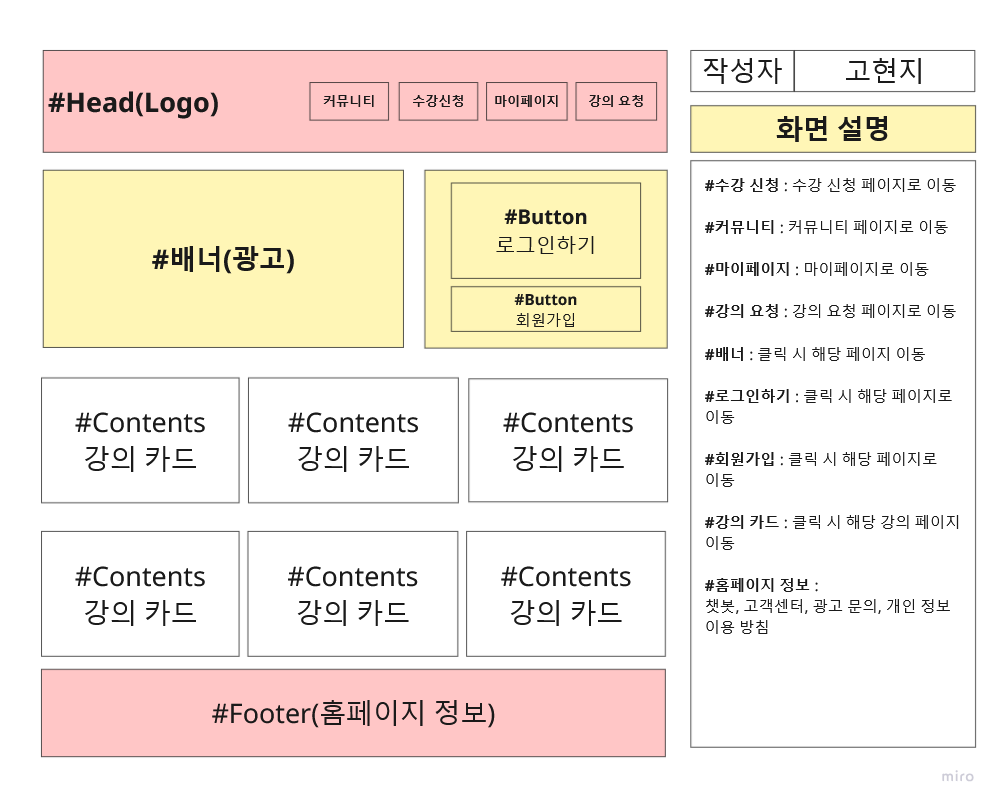 #Head(Logo)
커뮤니티
수강신청
마이페이지
강의 요청
#배너(광고)
#Button
로그인하기
#Button
회원가입
#Contents
강의 카드
#Contents
강의 카드
#Contents
강의 카드
#Contents
강의 카드
#Contents
강의 카드
#Contents
강의 카드
#Footer(홈페이지 정보)
작성자
고현지
화면 설명
#수강 신청 : 수강 신청 페이지로 이동
#커뮤니티 : 커뮤니티 페이지로 이동
#마이페이지 : 마이페이지로 이동
#강의 요청 : 강의 요청 페이지로 이동
#배너 : 클릭 시 해당 페이지 이동
#로그인하기 : 클릭 시 해당 페이지로
이동
#회원가입 : 클릭 시 해당 페이지로
이동
#강의 카드 : 클릭 시 해당 강의 페이지
이동
#홈페이지 정보 :
챗봇, 고객센터, 광고 문의, 개인 정보
이용 방침
miro